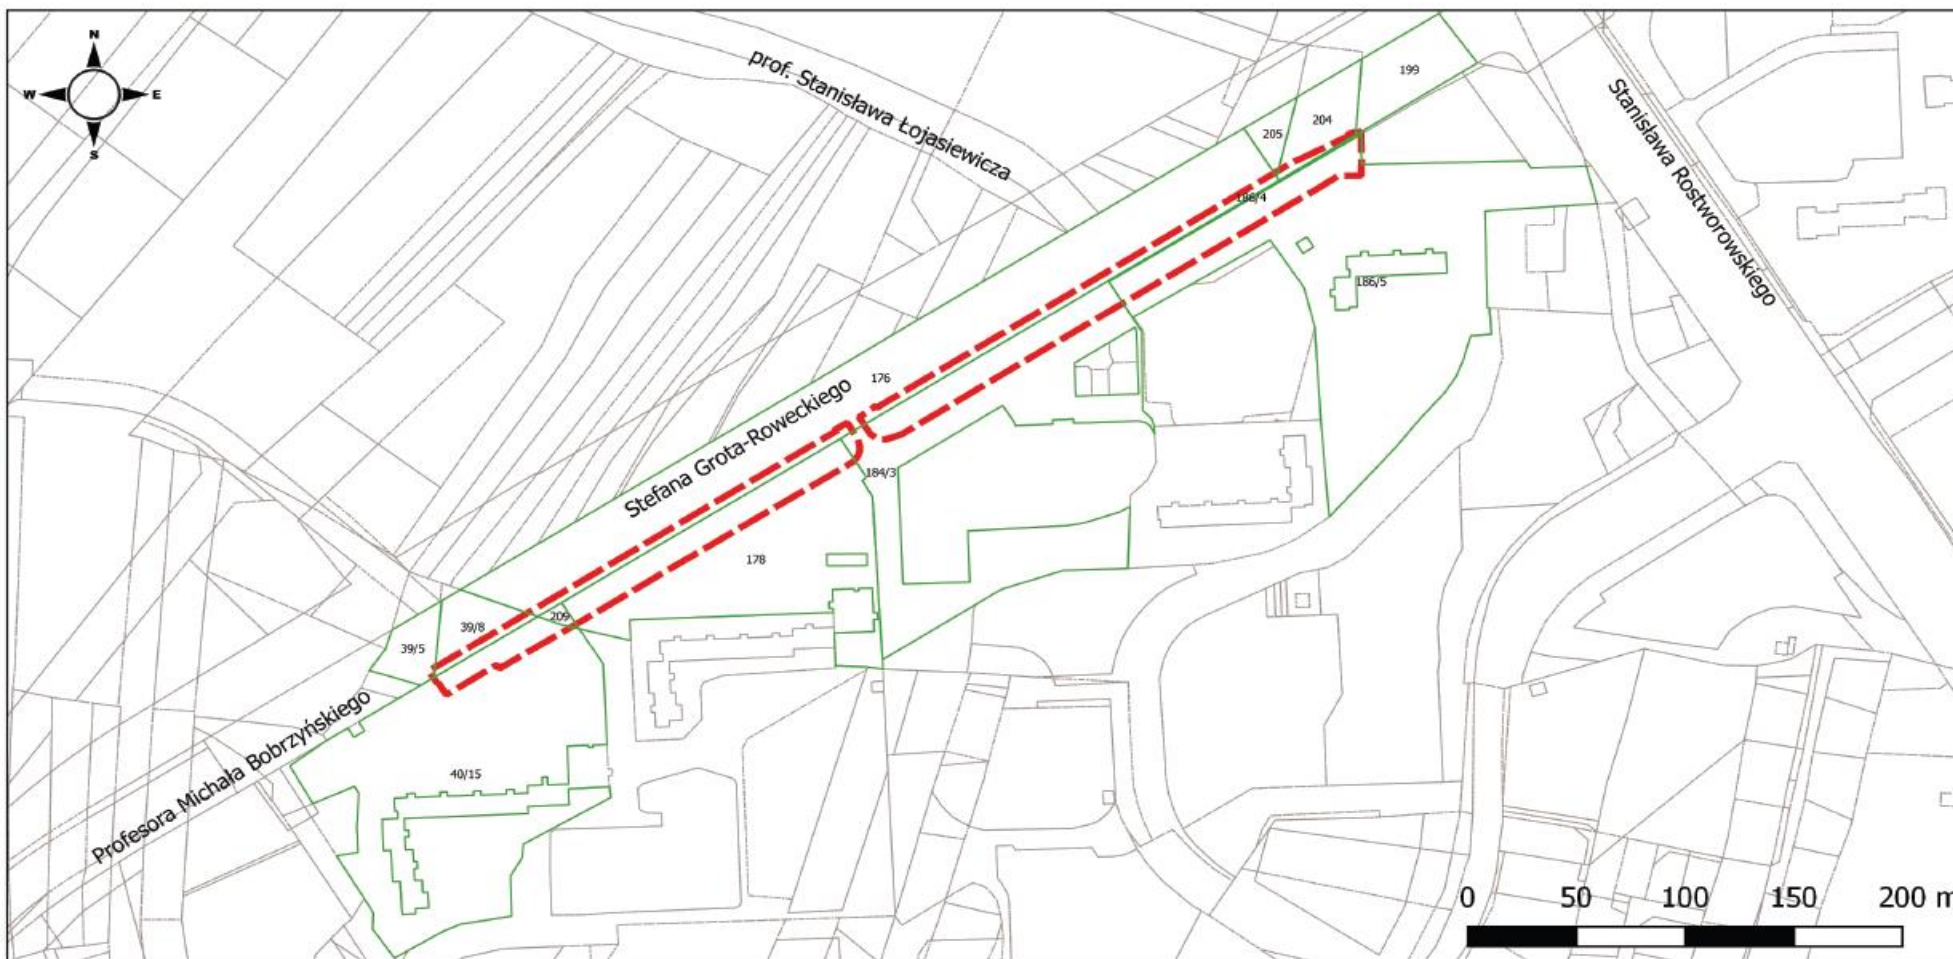 N
W E
S
prof. Stanisława Łojasiewicza
199
204
205
Stanisława Rostworowskiego
186/4
186/5
176
Stefana Grota-Roweckiego
184/3
178
209
39/8
39/5
Profesora Michała Bobrzyńskiego
40/15
0 50 100 150 200 m